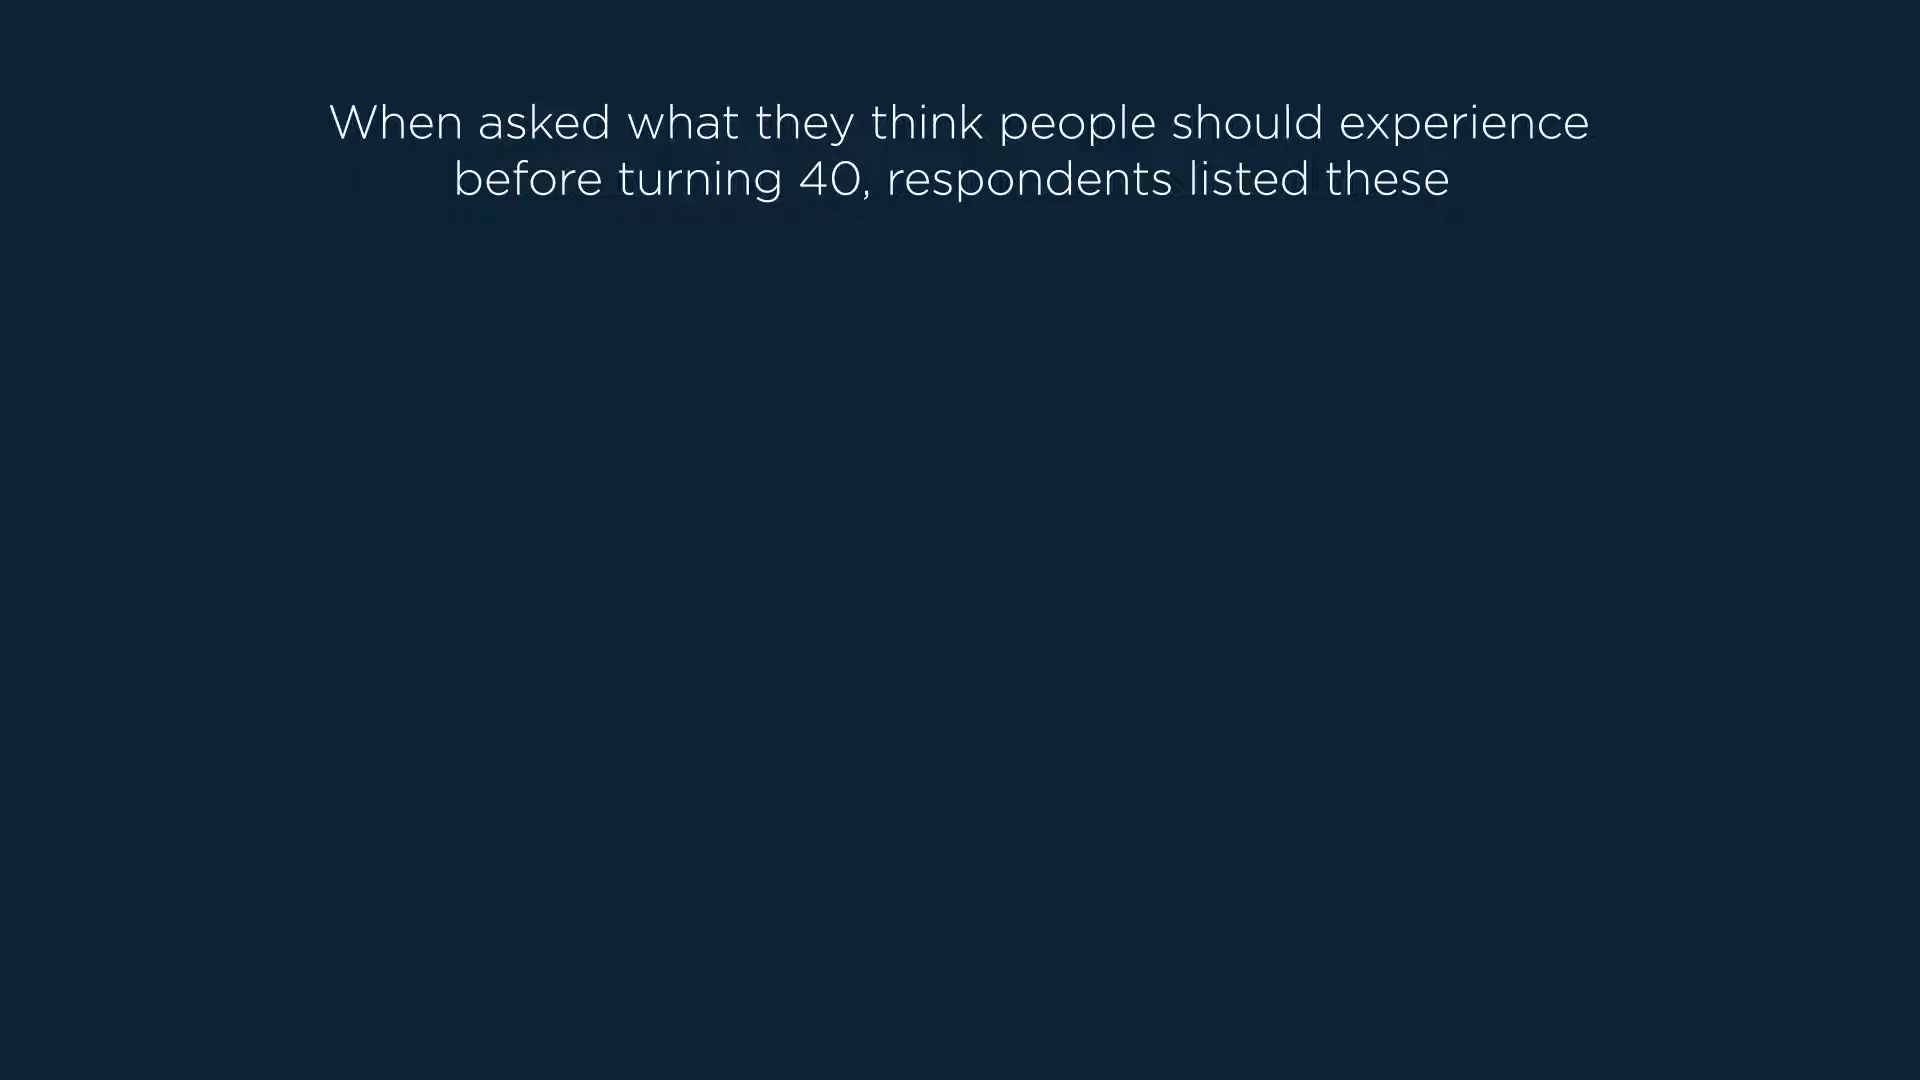 When asked what they think people should experience
before turning 40, respondents listed these